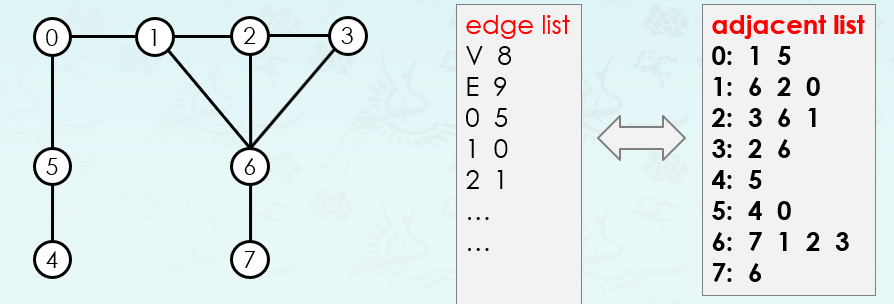 0 1 2 3
5 6
4 7
edge list
V 8
E 9
0 5
1 0
2 1
...
...
adjacent list
0: 1 5
1: 6 2 0
2: 3 6 1
3: 2 6
4: 5
5: 4 0
6: 7 1 2 3
7: 6